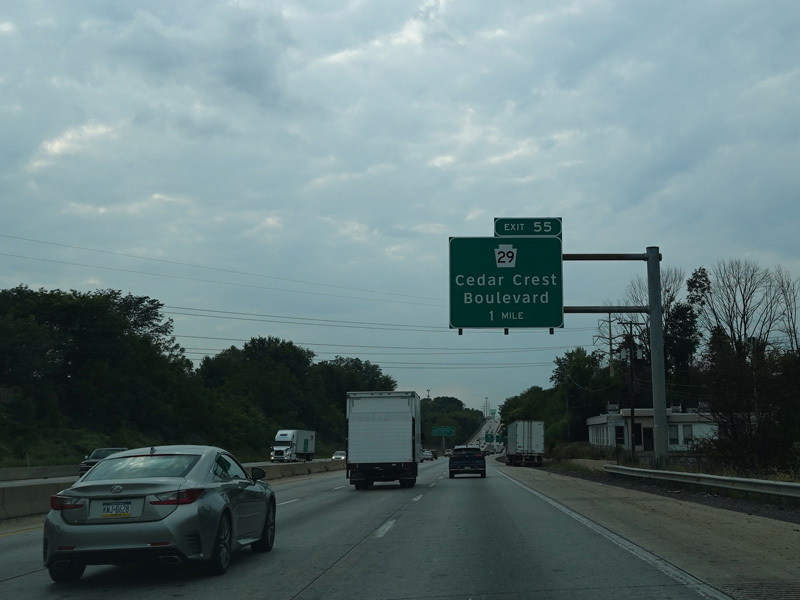 EXIT 55
29
Cedar Crest
Boulevard
1 MILE